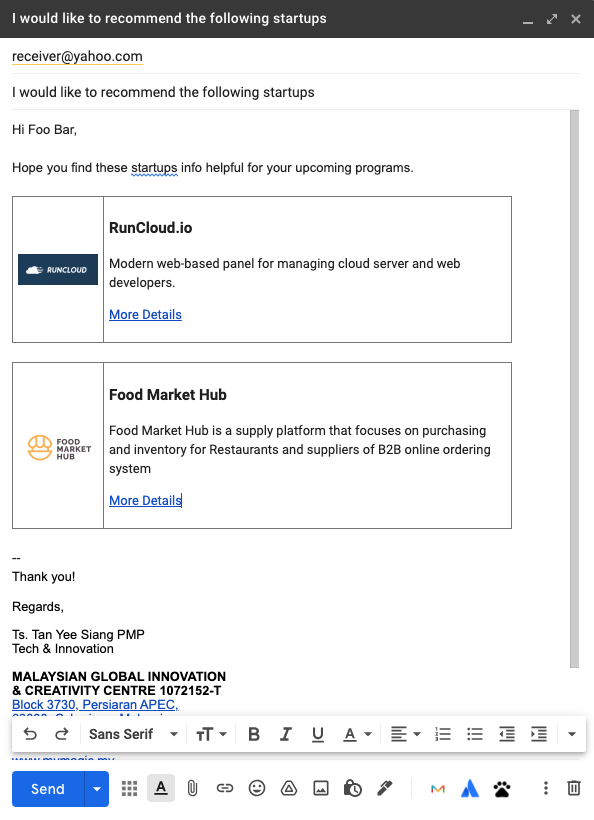 I would like to recommend the following startups
receiver@yahoo.com
I would like to recommend the following startups
Hi Foo Bar,
Hope you find these startups info helpful for your upcoming programs.
RUNCLOUD
RunCloud.io
Modern web-based panel for managing cloud server and web
developers.
More Details
FOOD
MARKET
HUB
Food Market Hub
Food Market Hub is a supply platform that focuses on purchasing
and inventory for Restaurants and suppliers of B2B online ordering
system
More Details
--
Thank you!
Regards,
Ts. Tan Yee Siang PMP
Tech & Innovation
MALAYSIAN GLOBAL INNOVATION
& CREATIVITY CENTRE 1072152-T
Block 3730, Persiaran APEC,
Sans Serif
www.mymagic.my
Send